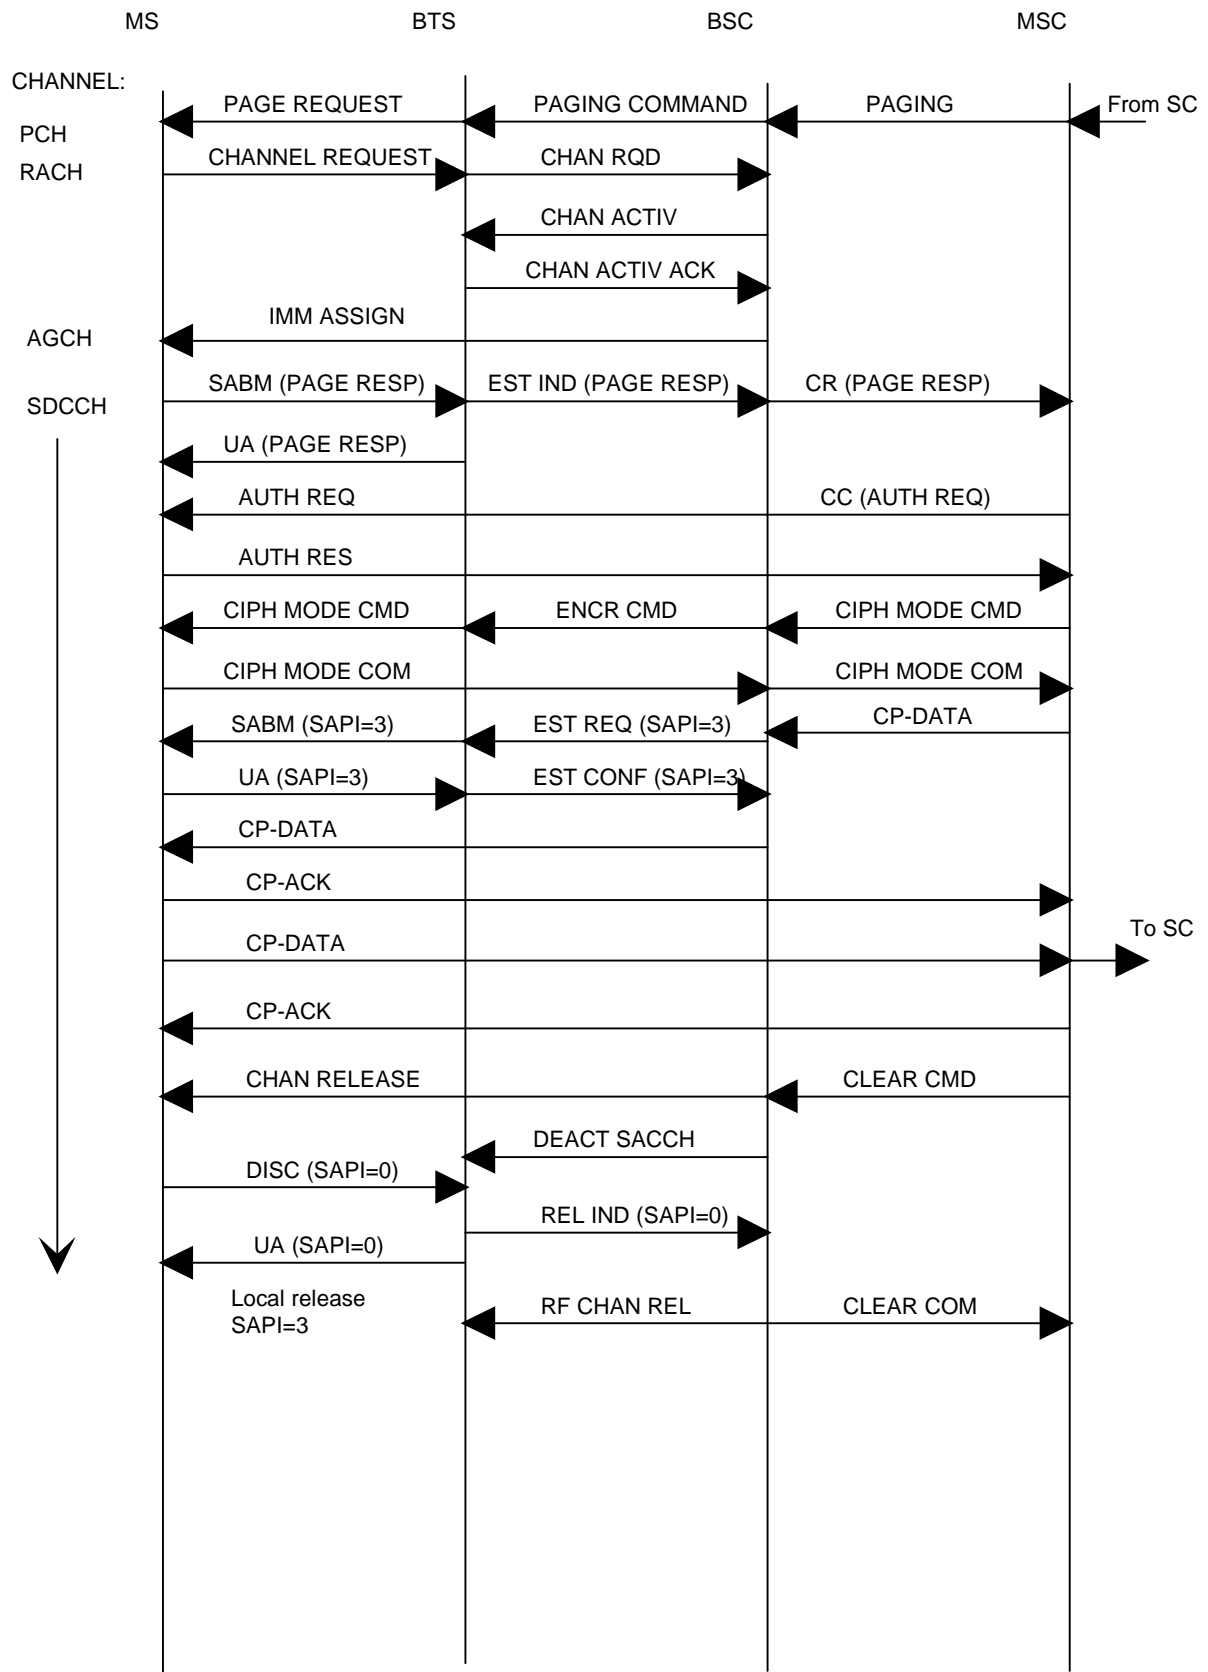 MS BTS BSC MSC
CHANNEL:
PAGE REQUEST PAGING COMMAND PAGING From SC
PCH
CHANNEL REQUEST CHAN RQD
RACH
CHAN ACTIV
CHAN ACTIV ACK
IMM ASSIGN
AGCH
SABM (PAGE RESP) EST IND (PAGE RESP) CR (PAGE RESP)
SDCCH
UA (PAGE RESP)
AUTH REQ CC (AUTH REQ)
AUTH RES
CIPH MODE CMD ENCR CMD CIPH MODE CMD
CIPH MODE COM CIPH MODE COM
CP-DATA
SABM (SAPI=3) EST REQ (SAPI=3)
UA (SAPI=3) EST CONF (SAPI=3)
CP-DATA
CP-ACK
To SC
CP-DATA
CP-ACK
CHAN RELEASE CLEAR CMD
DEACT SACCH
DISC (SAPI=0)
REL IND (SAPI=0)
UA (SAPI=0)
Local release RF CHAN REL CLEAR COM
SAPI=3